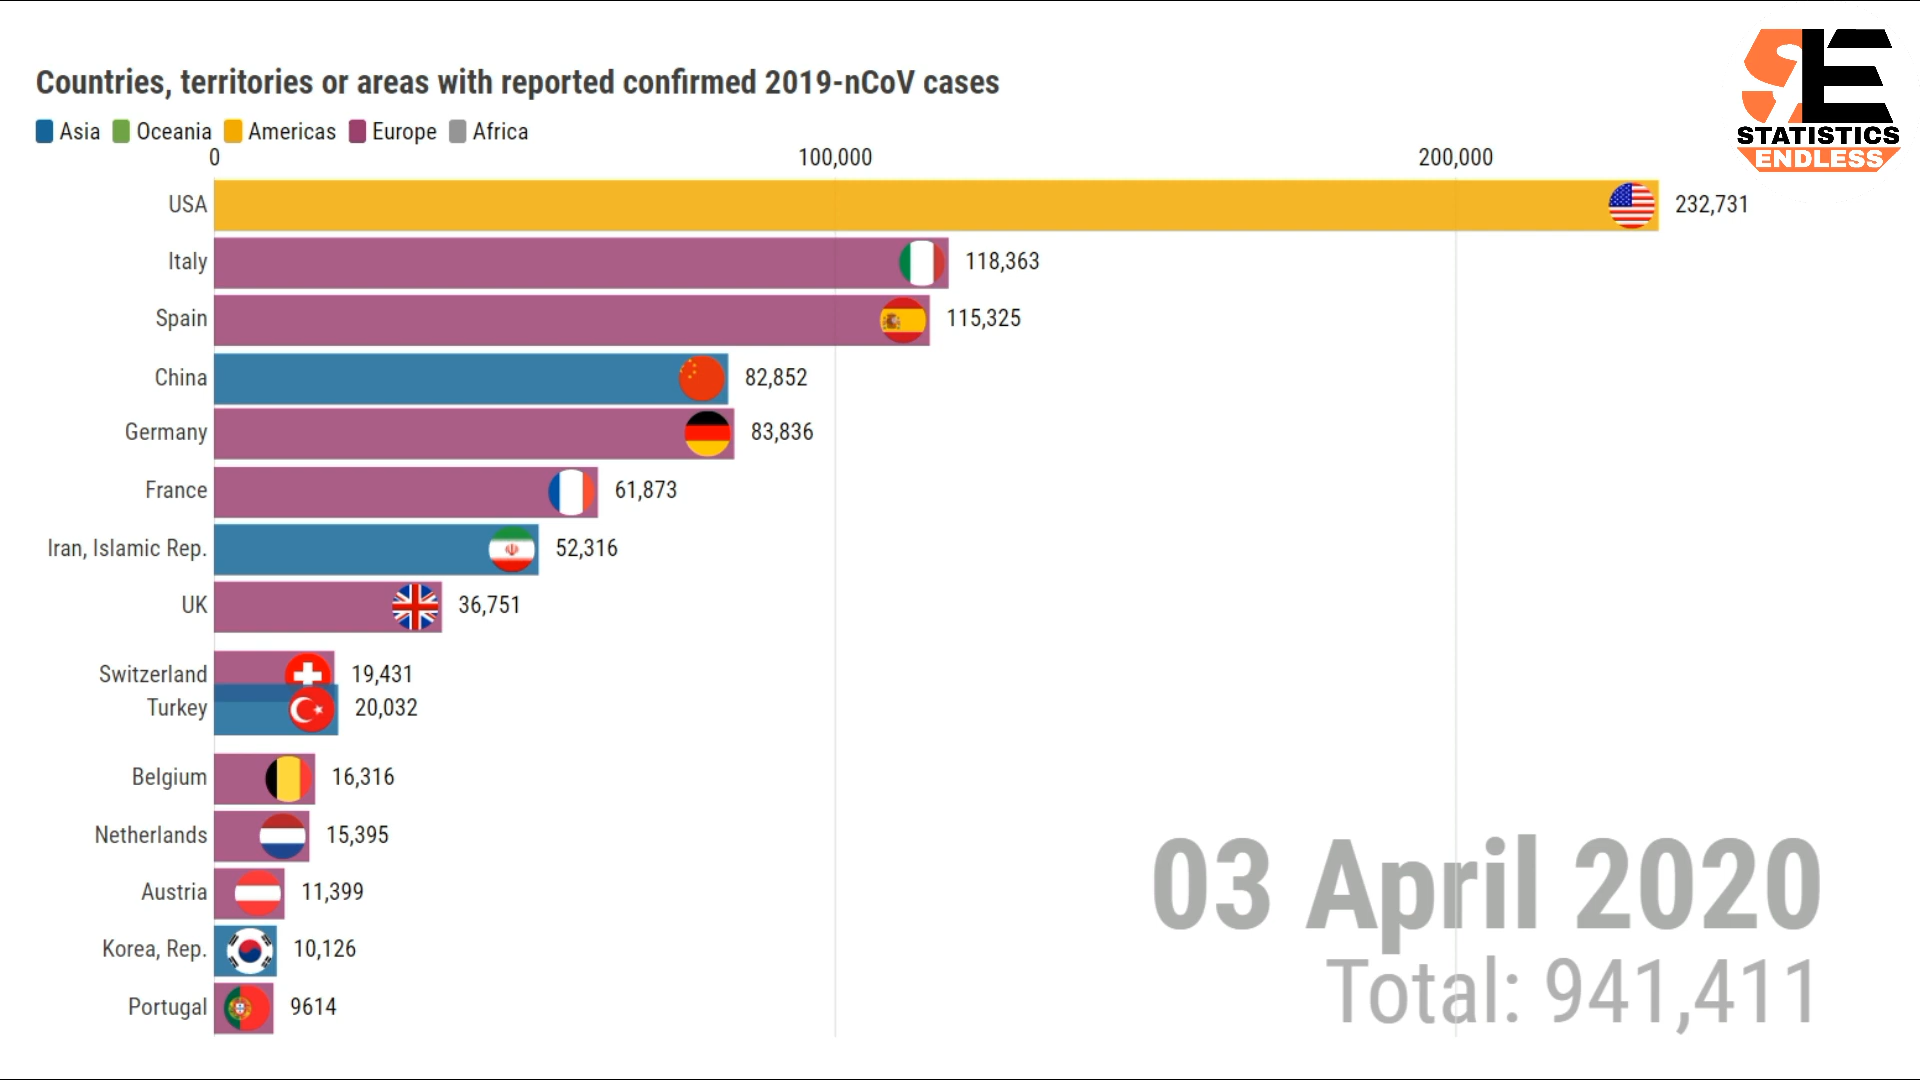 Countries, territories or areas with reported confirmed 2019-nCoV cases
Asia Oceania Americas Europe Africa
0 100,000 200,000
STATISTICS
ENDLESS
USA 232,731
Italy 118,363
Spain 115,325
China 82,852
Germany 83,836
France 61,873
Iran, Islamic Rep. 52,316
UK 36,751
Switzerland 19,431
Turkey 20,032
Belgium 16,316
Netherlands 15,395
Austria 11,399
Korea, Rep. 10,126
Portugal 9614
03 April 2020
Total: 941,411